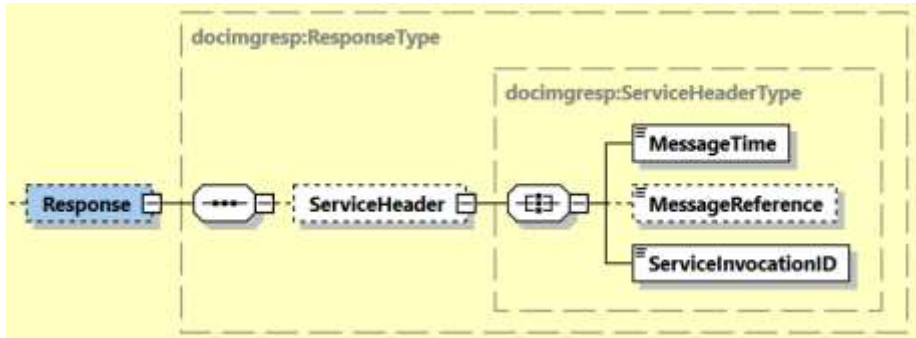 docimgresp:ResponseType
docimgresp:ServiceHeaderType
MessageTime
Response
ServiceHeader
MessageReference
ServiceInvocationID